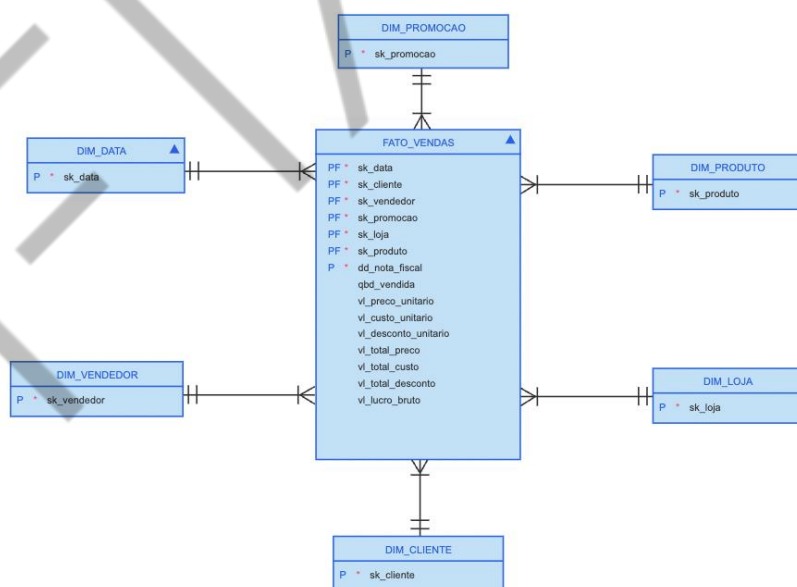 DIM_PROMOCAO
P * sk_promocao
DIM_DATA
P * sk_data
FATO_VENDAS
PF * sk_data
PF * sk_cliente
PF * sk_vendedor
PF * sk_promocao
PF * sk_loja
PF * sk_produto
P * dd_nota_fiscal
qbd_vendida
vl_preco_unitario
vl_custo_unitario
vl_desconto_unitario
vl_total_preco
vl_total_custo
vl_total_desconto
vl_lucro_bruto
DIM_PRODUTO
P * sk_produto
DIM_VENDEDOR
P * sk_vendedor
DIM_LOJA
P * sk_loja
DIM_CLIENTE
P * sk_cliente